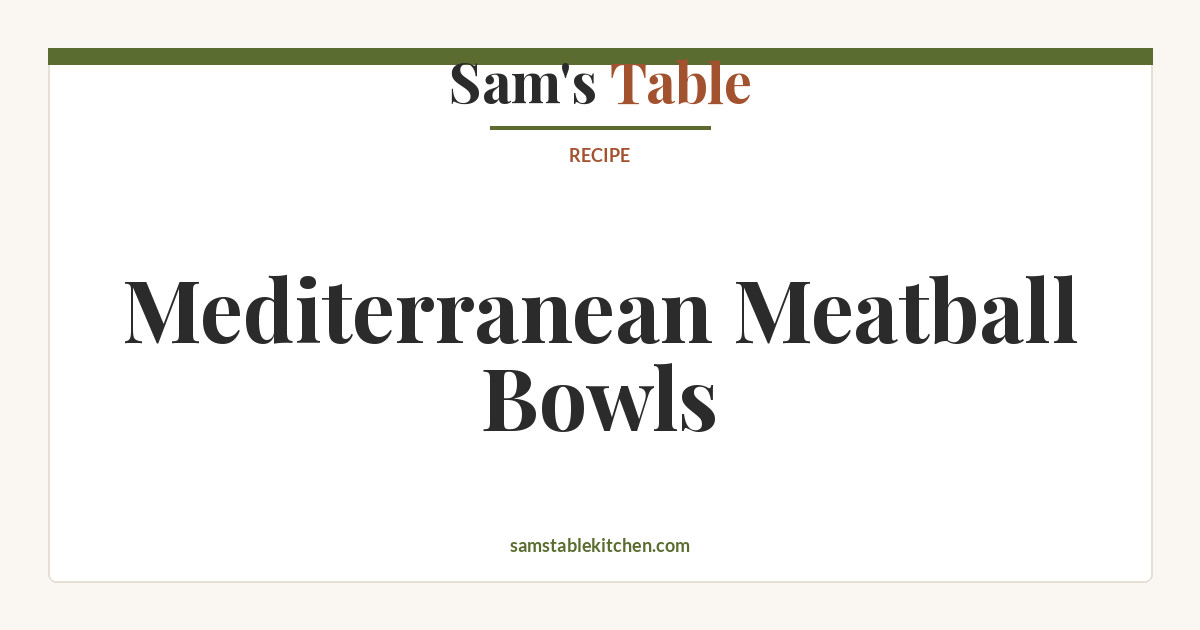 Sam's Table
RECIPE
Mediterranean Meatball
Bowls
samstablekitchen.com